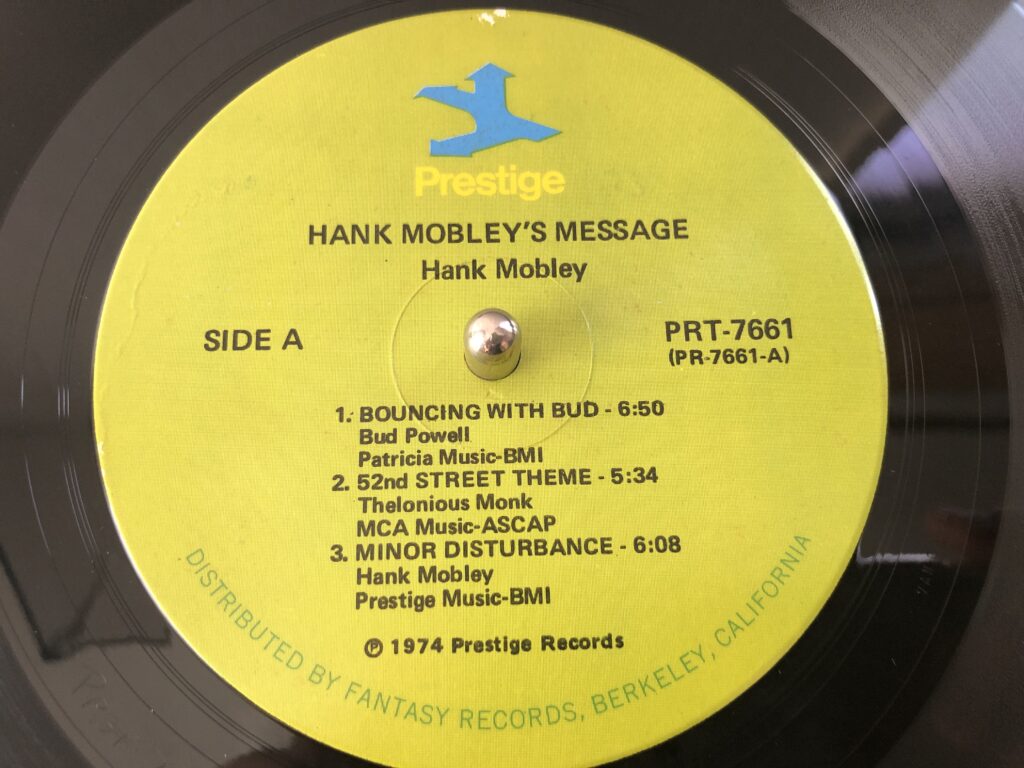 Prestige
HANK MOBLEY'S MESSAGE
Hank Mobley
SIDE A
PRT-7661
(PR-7661-A)
1. BOUNCING WITH BUD - 6:50
Bud Powell
Patricia Music-BMI
2. 52nd STREET THEME - 5:34
Thelonious Monk
MCA Music-ASCAP
3. MINOR DISTURBANCE - 6:08
Hank Mobley
Prestige Music-BMI
℗ 1974 Prestige Records
DISTRIBUTED BY FANTASY RECORDS, BERKELEY, CALIFORNIA